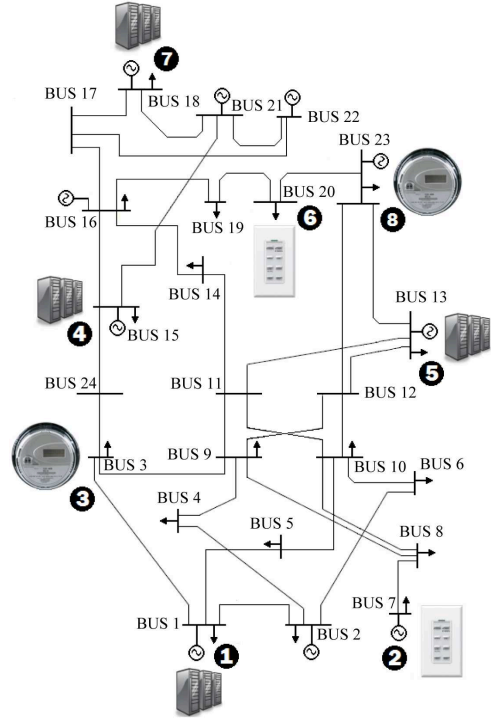 7
BUS 17
BUS 18
BUS 21
BUS 22
BUS 23
BUS 20
BUS 16
BUS 19
6
8
BUS 14
BUS 13
4
BUS 15
5
BUS 24
BUS 11
BUS 12
BUS 3
BUS 9
BUS 10
BUS 6
3
BUS 4
BUS 5
BUS 8
BUS 7
BUS 1
1
BUS 2
2